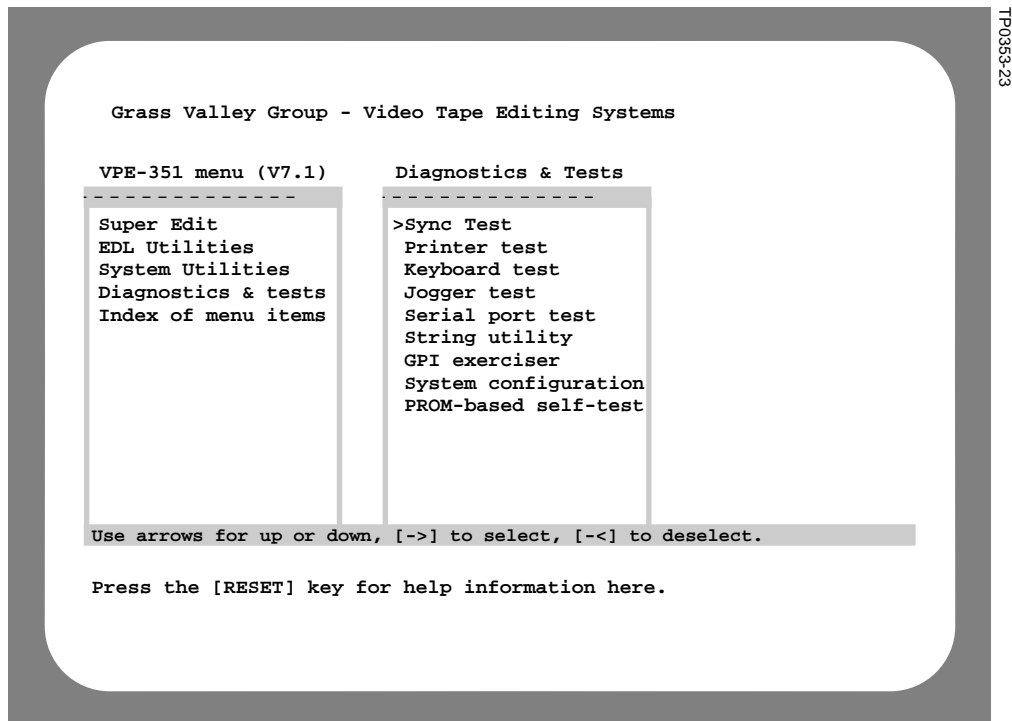 Grass Valley Group - Video Tape Editing Systems
VPE-351 menu (V7.1)
- - - - - - - - - - - - - -
Super Edit
EDL Utilities
System Utilities
Diagnostics & tests
Index of menu items
Diagnostics & Tests
- - - - - - - - - - - - - -
>Sync Test
Printer test
Keyboard test
Jogger test
Serial port test
String utility
GPI exerciser
System configuration
PROM-based self-test
Use arrows for up or down, [->] to select, [-<] to deselect.
Press the [RESET] key for help information here.
TP0353-23